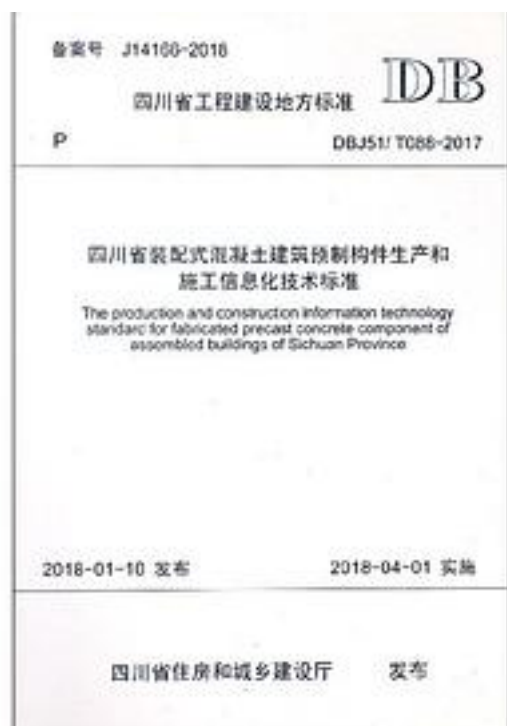 备案号 J14166-2018
DB
四川省工程建设地方标准
P
DBJ51/T088-2017
四川省装配式混凝土建筑预制构件生产和
施工信息化技术标准
The production and construction information technology
standard for fabricated precast concrete component of
assembled buildings of Sichuan Province
2018-01-10 发布
2018-04-01 实施
四川省住房和城乡建设厅 发布